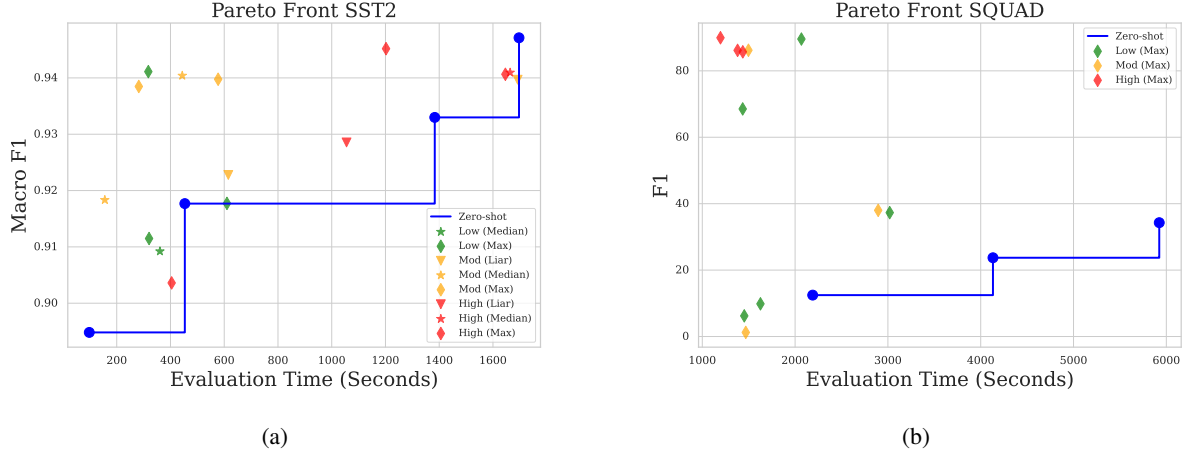 Pareto Front SST2
Macro F1
0.94
0.93
0.92
0.91
0.90
Zero-shot
Low (Median)
Low (Max)
Mod (Liar)
Mod (Median)
Mod (Max)
High (Liar)
High (Median)
High (Max)
200 400 600 800 1000 1200 1400 1600
Evaluation Time (Seconds)
(a)
Pareto Front SQUAD
F1
80
60
40
20
0
Zero-shot
Low (Max)
Mod (Max)
High (Max)
1000 2000 3000 4000 5000 6000
Evaluation Time (Seconds)
(b)